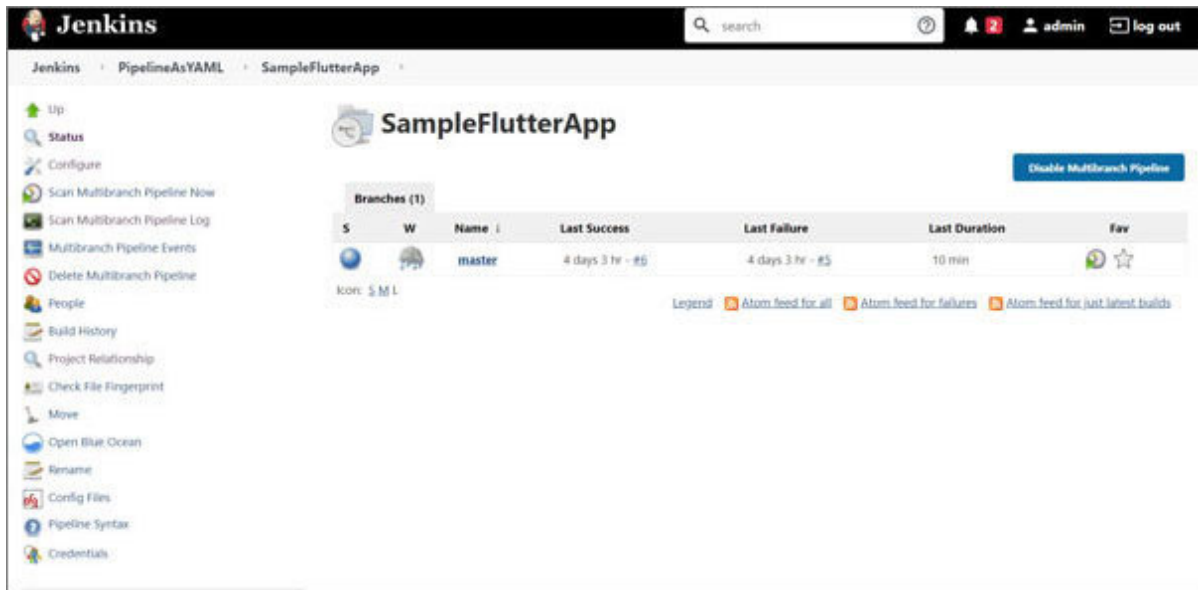 Jenkins
search
2
admin
log out
Jenkins
PipelineAsYAML
SampleFlutterApp
Up
Status
Configure
Scan Multibranch Pipeline Now
Scan Multibranch Pipeline Log
Multibranch Pipeline Events
Delete Multibranch Pipeline
People
Build History
Project Relationship
Check File Fingerprint
Move
Open Blue Ocean
Rename
Config Files
Pipeline Syntax
Credentials
SampleFlutterApp
Disable Multibranch Pipeline
Branches (1)
S W Name ↓ Last Success Last Failure Last Duration Fav
master 4 days 3 hr - #6 4 days 3 hr - #5 10 min
Icon: S M L
Legend Atom feed for all Atom feed for failures Atom feed for just latest builds